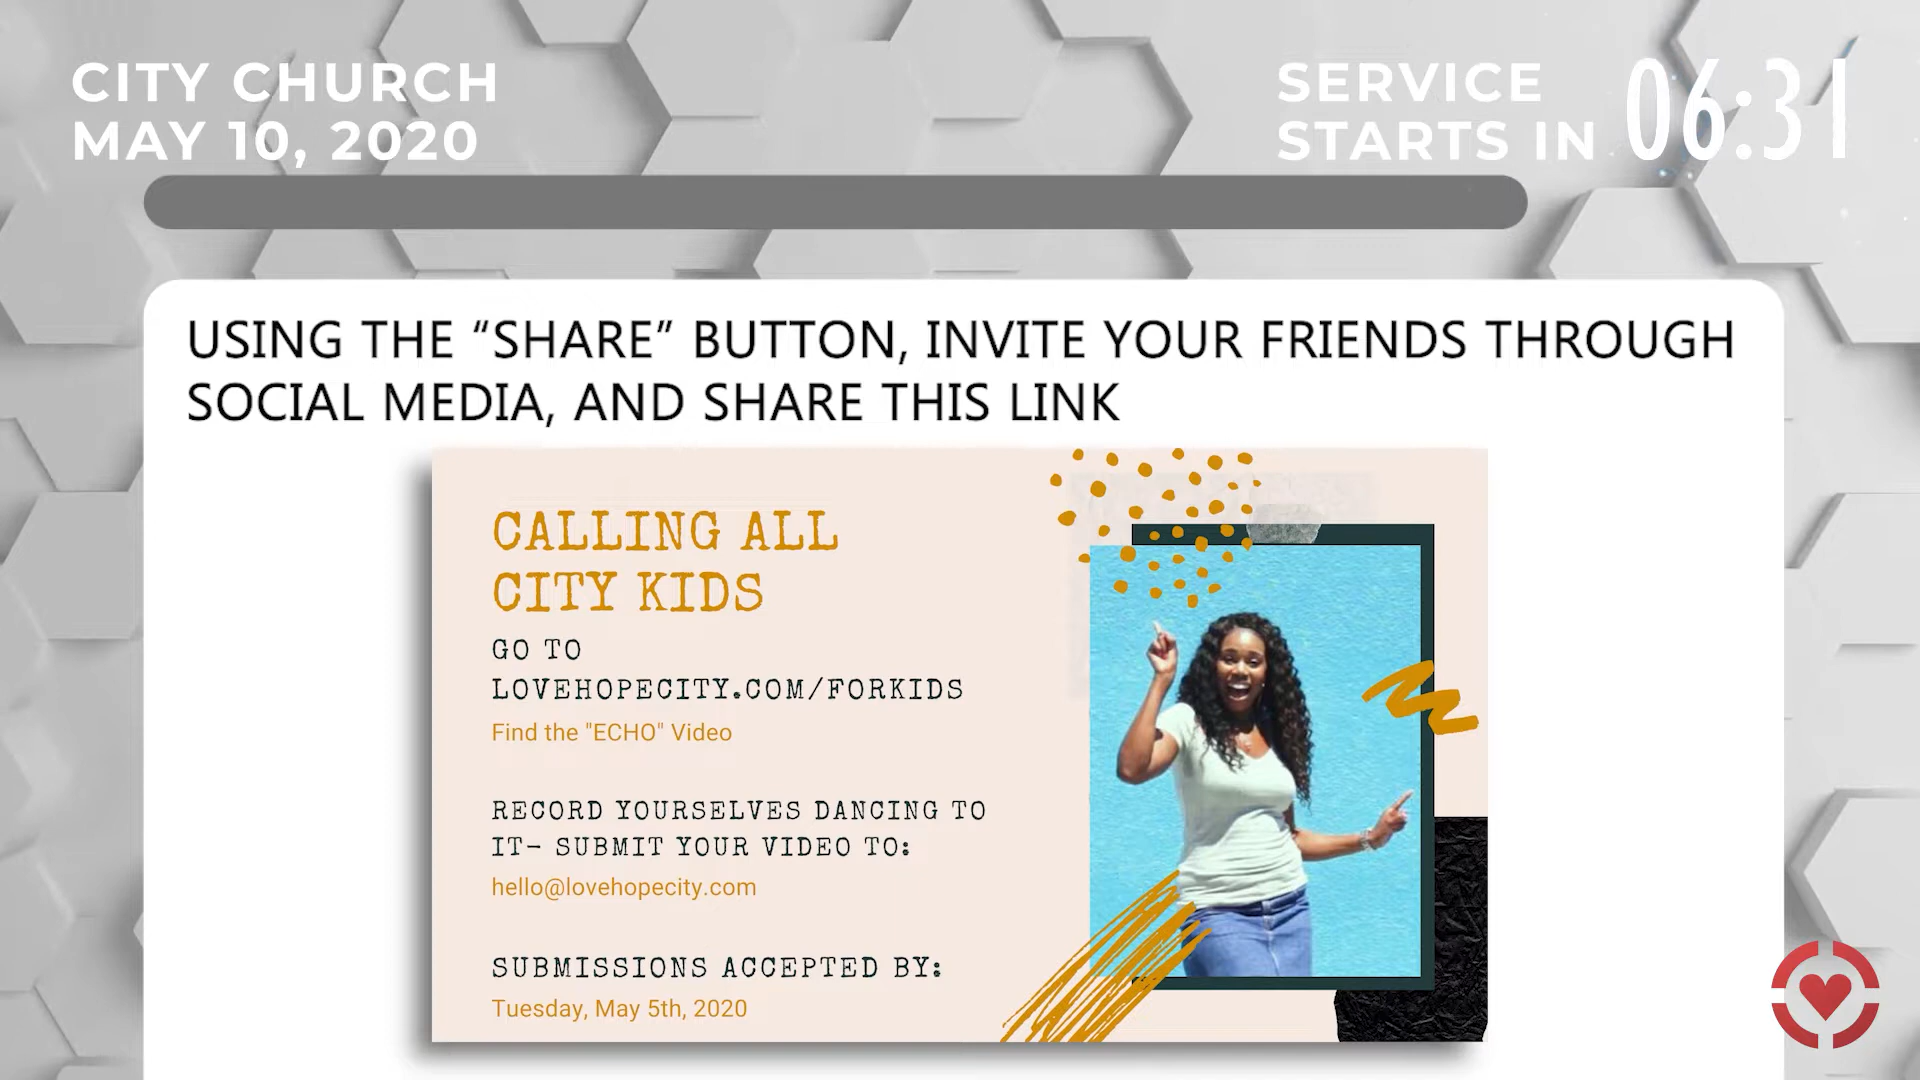 CITY CHURCH
MAY 10, 2020
SERVICE
STARTS IN 06:31
USING THE “SHARE” BUTTON, INVITE YOUR FRIENDS THROUGH
SOCIAL MEDIA, AND SHARE THIS LINK
CALLING ALL
CITY KIDS
GO TO
LOVEHOPECITY.COM/FORKIDS
Find the "ECHO" Video
RECORD YOURSELVES DANCING TO
IT- SUBMIT YOUR VIDEO TO:
hello@lovehopecity.com
SUBMISSIONS ACCEPTED BY:
Tuesday, May 5th, 2020